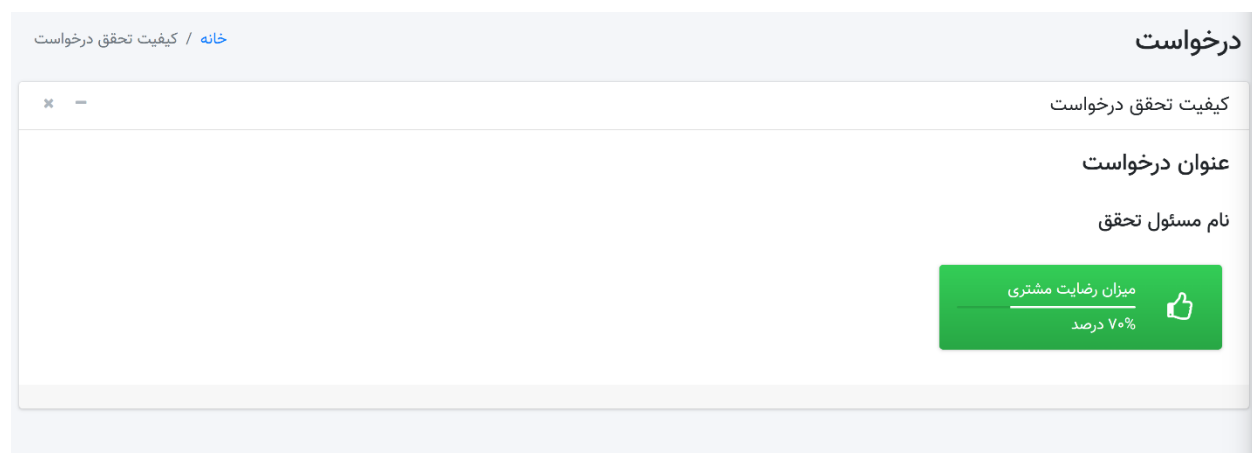 درخواست
خانه / کیفیت تحقق درخواست
کیفیت تحقق درخواست
عنوان درخواست
نام مسئول تحقق
میزان رضایت مشتری
۷۰% درصد